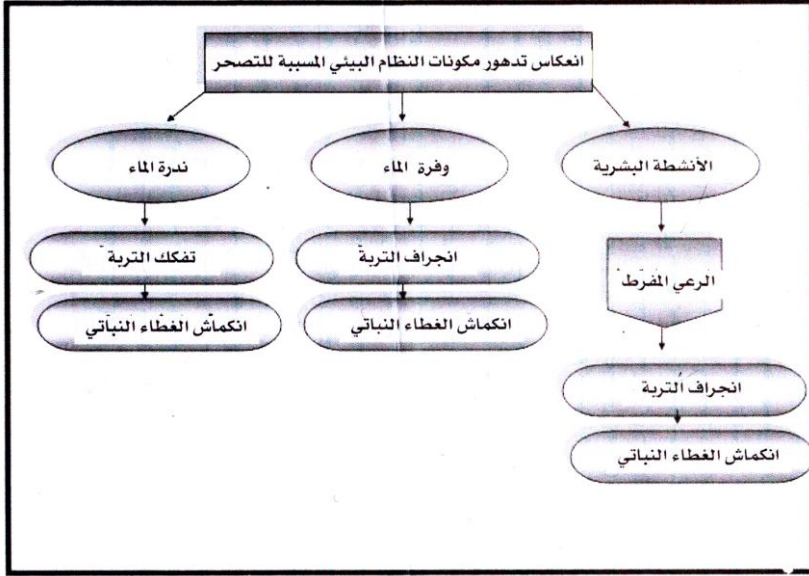 انعكاس تدهور مكونات النظام البيئي المسببة للتصحر
الأنشطة البشرية
وفرة الماء
ندرة الماء
الرعي المفرط
انجراف التربة
تفكك التربة
انكماش الغطاء النباتي
انكماش الغطاء النباتي
انجراف التربة
انكماش الغطاء النباتي